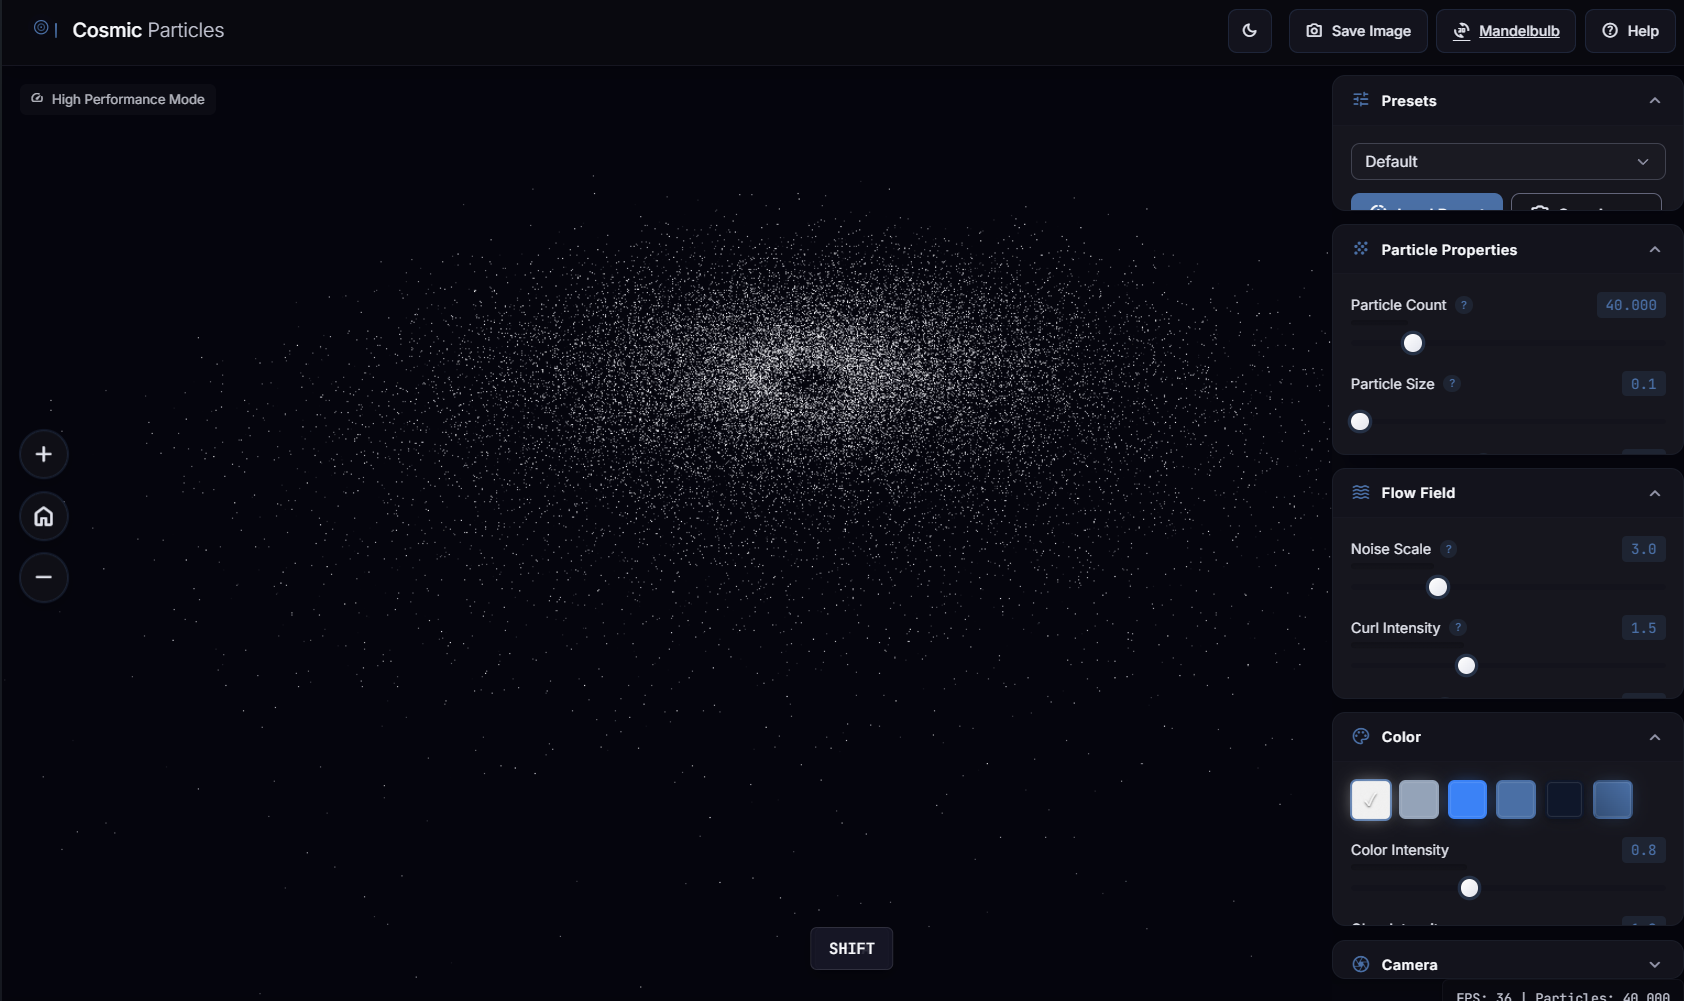 Cosmic Particles
Save Image
Mandelbulb
Help
High Performance Mode
Presets
Default
Particle Properties
Particle Count ? 40.000
Particle Size ? 0.1
Flow Field
Noise Scale ? 3.0
Curl Intensity ? 1.5
Color
Color Intensity 0.8
SHIFT
Camera
FPS: 36 | Particles: 40.000